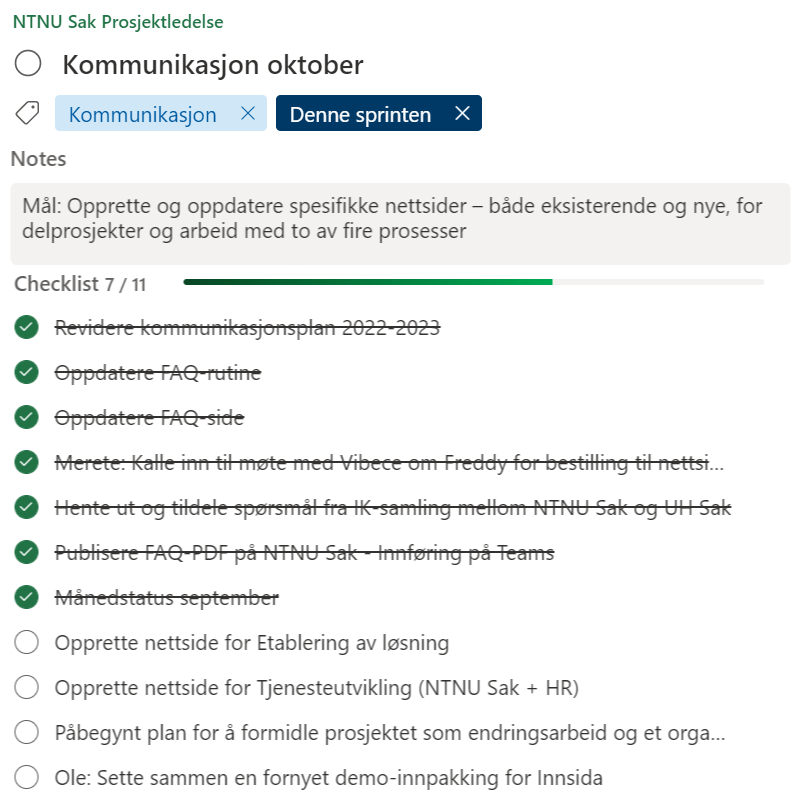 NTNU Sak Prosjektledelse
Kommunikasjon oktober
Kommunikasjon
Denne sprinten
Notes
Mål: Opprette og oppdatere spesifikke nettsider – både eksisterende og nye, for
delprosjekter og arbeid med to av fire prosesser
Checklist 7 / 11
Revidere kommunikasjonsplan 2022-2023
Oppdatere FAQ-rutine
Oppdatere FAQ-side
Merete: Kalle inn til møte med Vibece om Freddy for bestilling til nettsi...
Hente ut og tildele spørsmål fra IK-samling mellom NTNU Sak og UH Sak
Publisere FAQ-PDF på NTNU Sak - Innføring på Teams
Månedstatus september
Opprette nettside for Etablering av løsning
Opprette nettside for Tjenesteutvikling (NTNU Sak + HR)
Påbegynt plan for å formidle prosjektet som endringsarbeid og et orga...
Ole: Sette sammen en fornyet demo-innpakking for Innsida